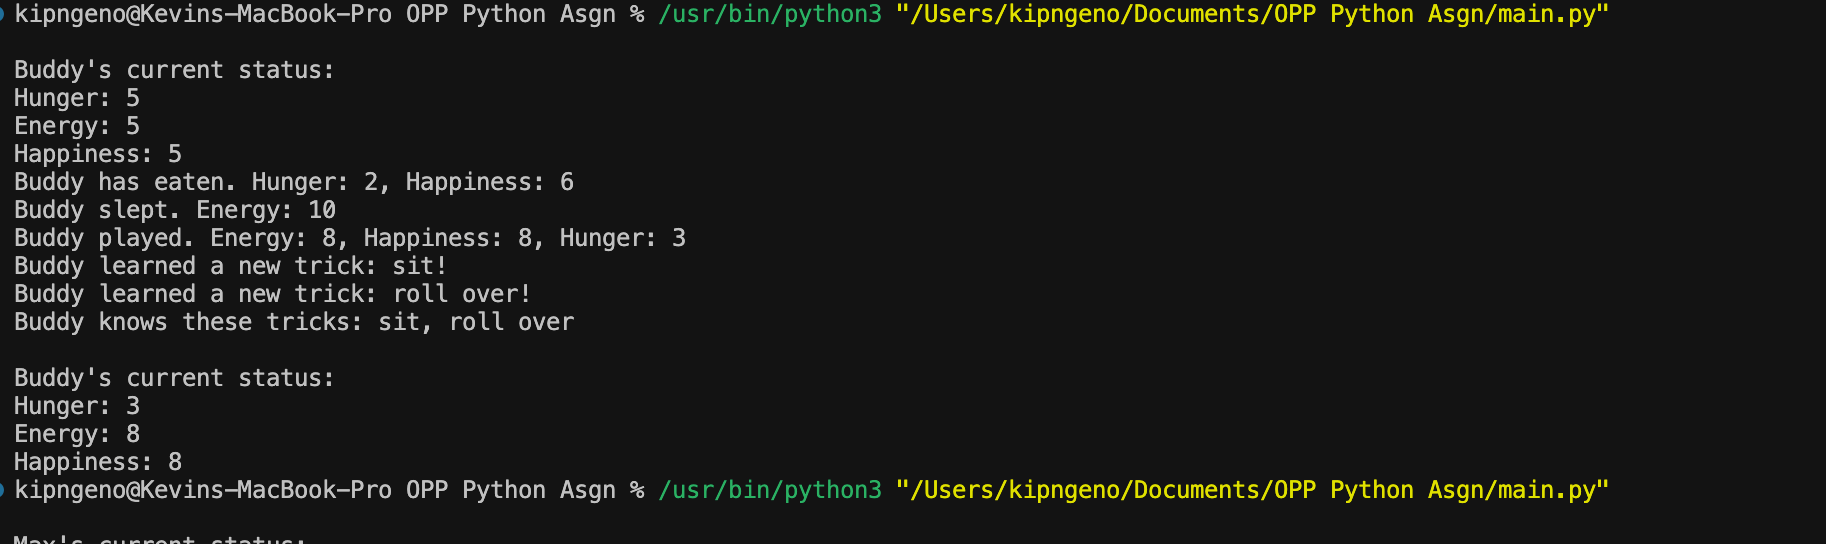 kipngeno@Kevins-MacBook-Pro OPP Python Asgn % /usr/bin/python3 "/Users/kipngeno/Documents/OPP Python Asgn/main.py"
Buddy's current status:
Hunger: 5
Energy: 5
Happiness: 5
Buddy has eaten. Hunger: 2, Happiness: 6
Buddy slept. Energy: 10
Buddy played. Energy: 8, Happiness: 8, Hunger: 3
Buddy learned a new trick: sit!
Buddy learned a new trick: roll over!
Buddy knows these tricks: sit, roll over
Buddy's current status:
Hunger: 3
Energy: 8
Happiness: 8
kipngeno@Kevins-MacBook-Pro OPP Python Asgn % /usr/bin/python3 "/Users/kipngeno/Documents/OPP Python Asgn/main.py"
Max's current status: